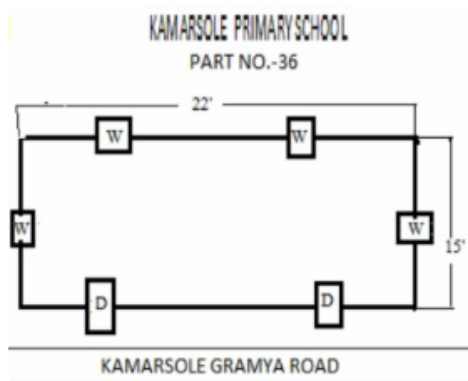 KAMARSOLE PRIMARY SCHOOL
PART NO.-36
22'
W W
W W
15'
D D
KAMARSOLE GRAMYA ROAD